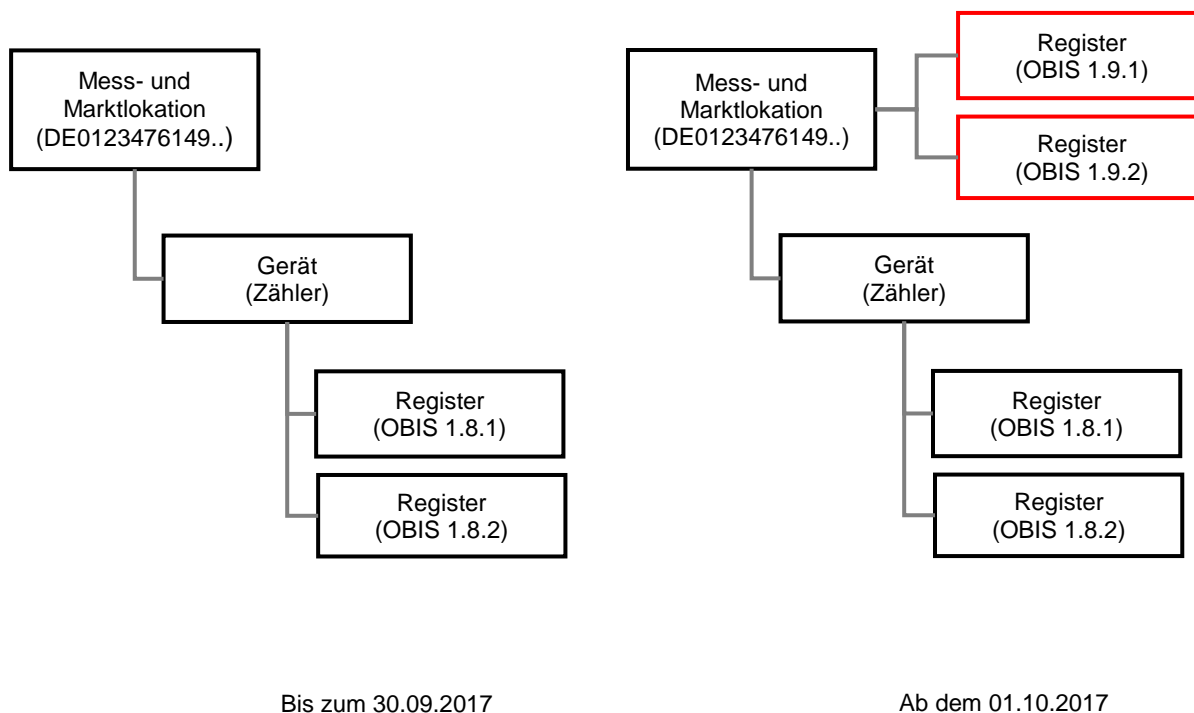 Mess- und
Marktlokation
(DE0123476149..)
Gerät
(Zähler)
Register
(OBIS 1.8.1)
Register
(OBIS 1.8.2)
Bis zum 30.09.2017
Mess- und
Marktlokation
(DE0123476149..)
Register
(OBIS 1.9.1)
Register
(OBIS 1.9.2)
Gerät
(Zähler)
Register
(OBIS 1.8.1)
Register
(OBIS 1.8.2)
Ab dem 01.10.2017